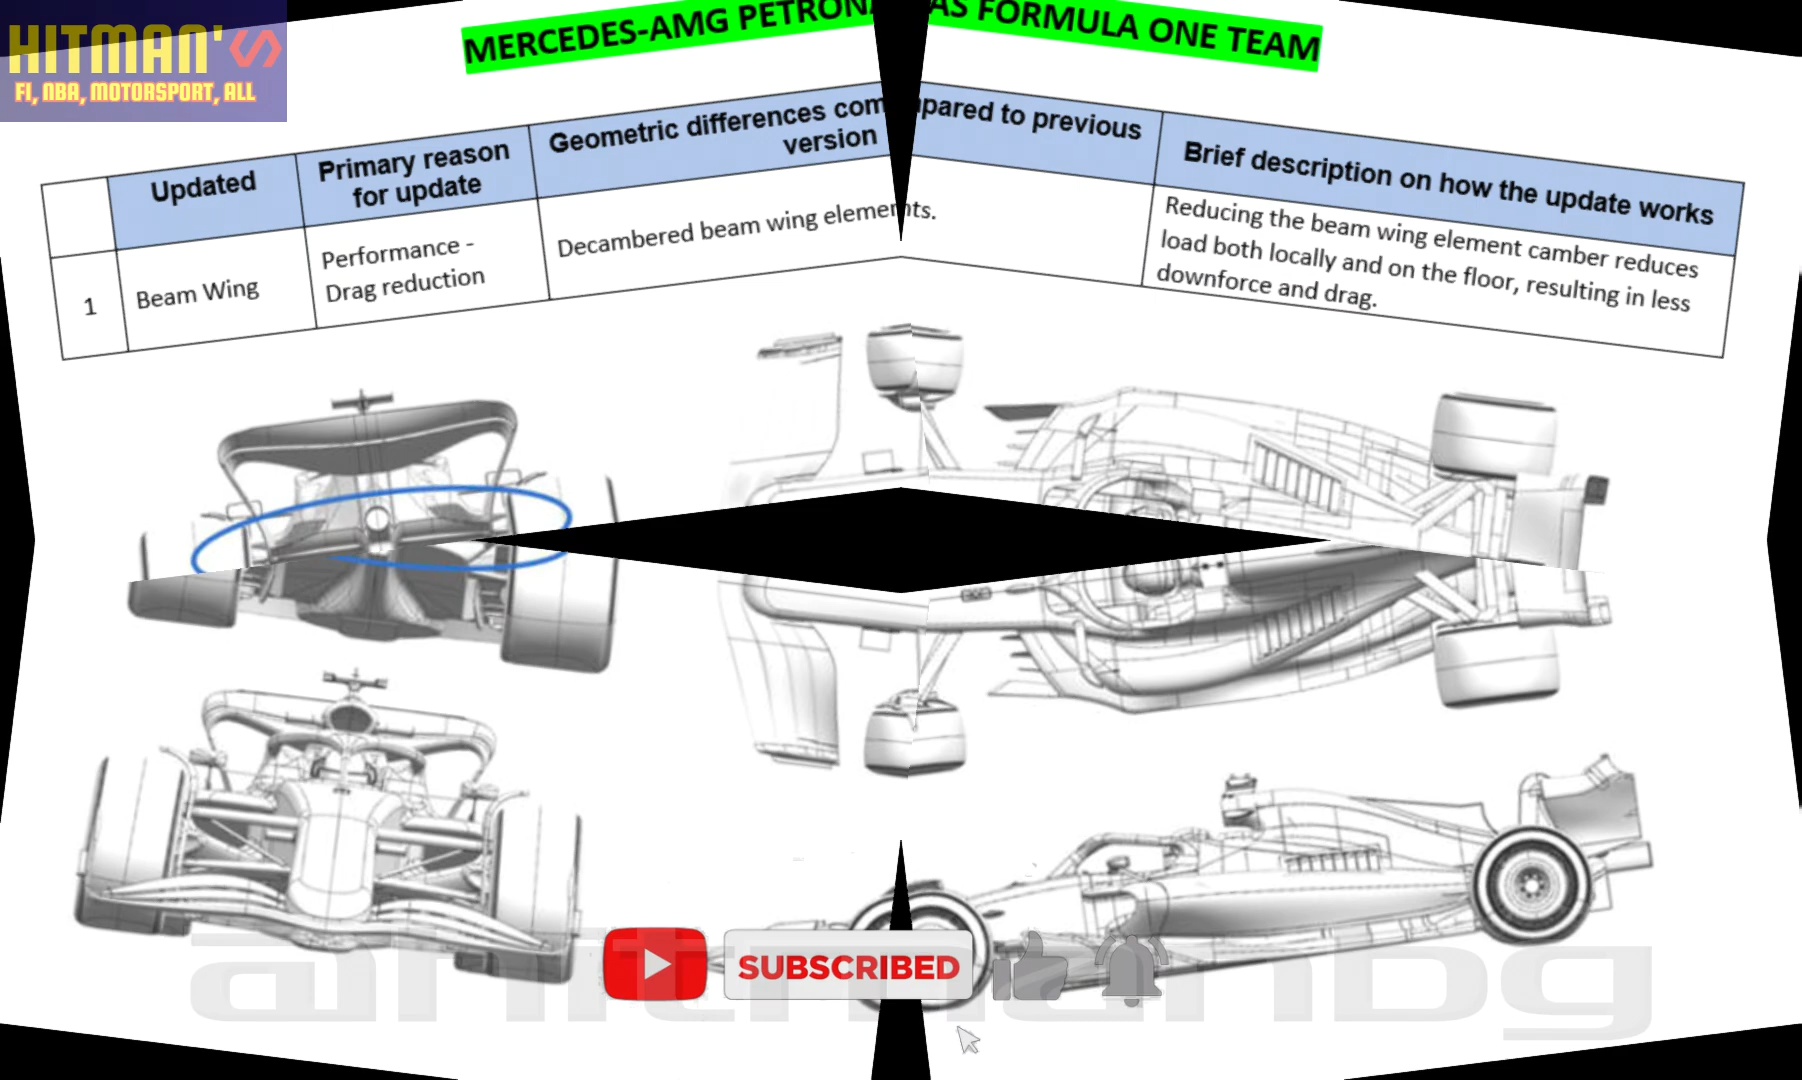 HITMAN'S
F1, NBA, MOTORSPORT, ALL
MERCEDES-AMG PETRONAS FORMULA ONE TEAM
Updated
Primary reason
for update
Geometric differences compared to previous
version
Brief description on how the update works
1
Beam Wing
Performance -
Drag reduction
Decambered beam wing elements.
Reducing the beam wing element camber reduces
load both locally and on the floor, resulting in less
downforce and drag.
SUBSCRIBED